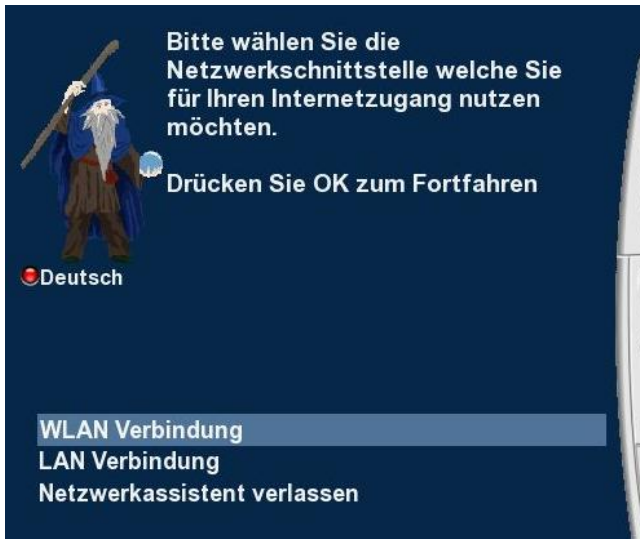 Bitte wählen Sie die
Netzwerkschnittstelle welche Sie
für Ihren Internetzugang nutzen
möchten.
Drücken Sie OK zum Fortfahren
Deutsch
WLAN Verbindung
LAN Verbindung
Netzwerkassistent verlassen